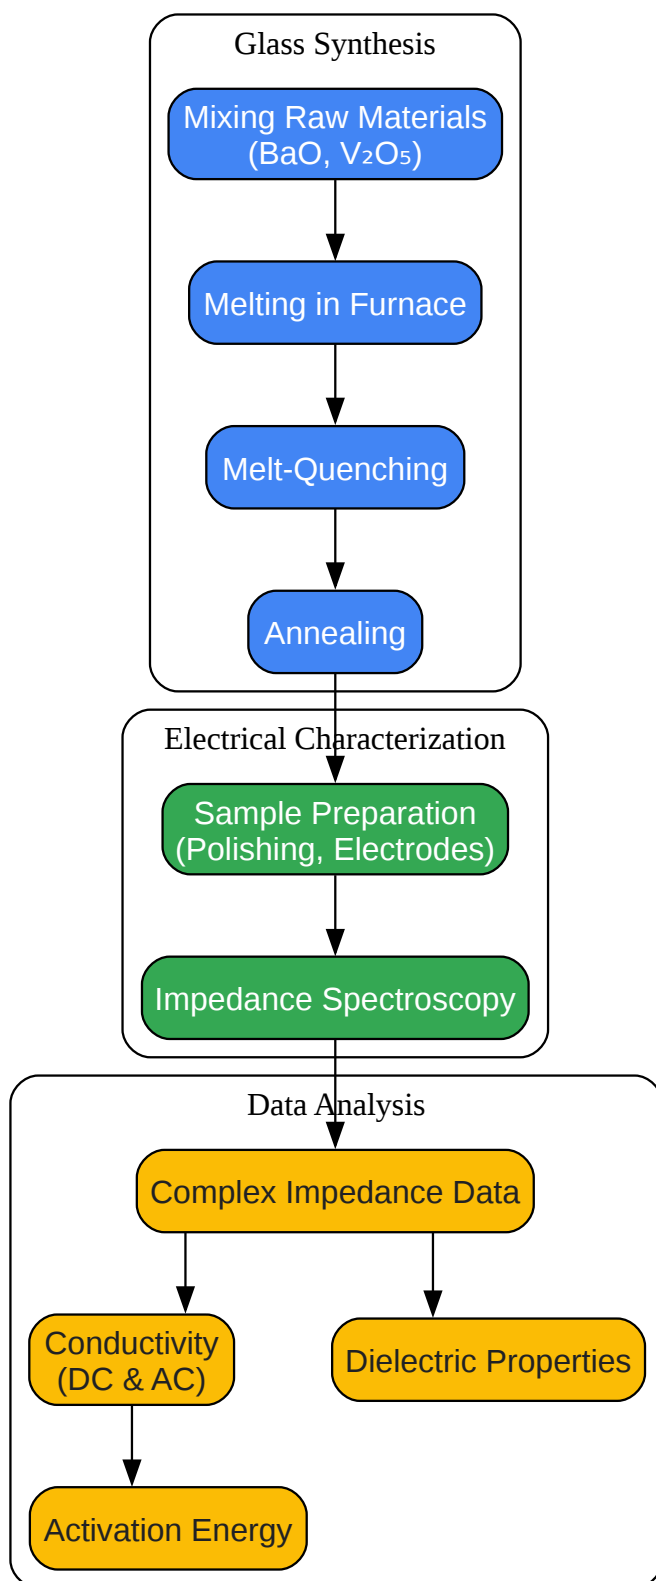 Glass Synthesis
Mixing Raw Materials
(BaO, V₂O₅)
Melting in Furnace
Melt-Quenching
Annealing
Electrical Characterization
Sample Preparation
(Polishing, Electrodes)
Impedance Spectroscopy
Data Analysis
Complex Impedance Data
Conductivity
(DC & AC)
Dielectric Properties
Activation Energy